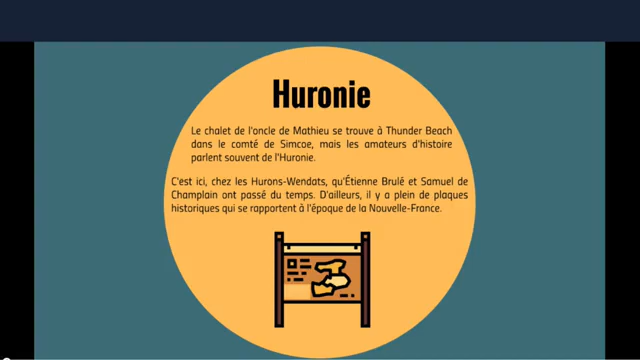 Huronie
Le chalet de l'oncle de Mathieu se trouve à Thunder Beach
dans le comté de Simcoe, mais les amateurs d'histoire
parlent souvent de l'Huronie.
C'est ici, chez les Hurons-Wendats, qu'Étienne Brulé et Samuel de
Champlain ont passé du temps. D'ailleurs, il y a plein de plaques
historiques qui se rapportent à l'époque de la Nouvelle-France.